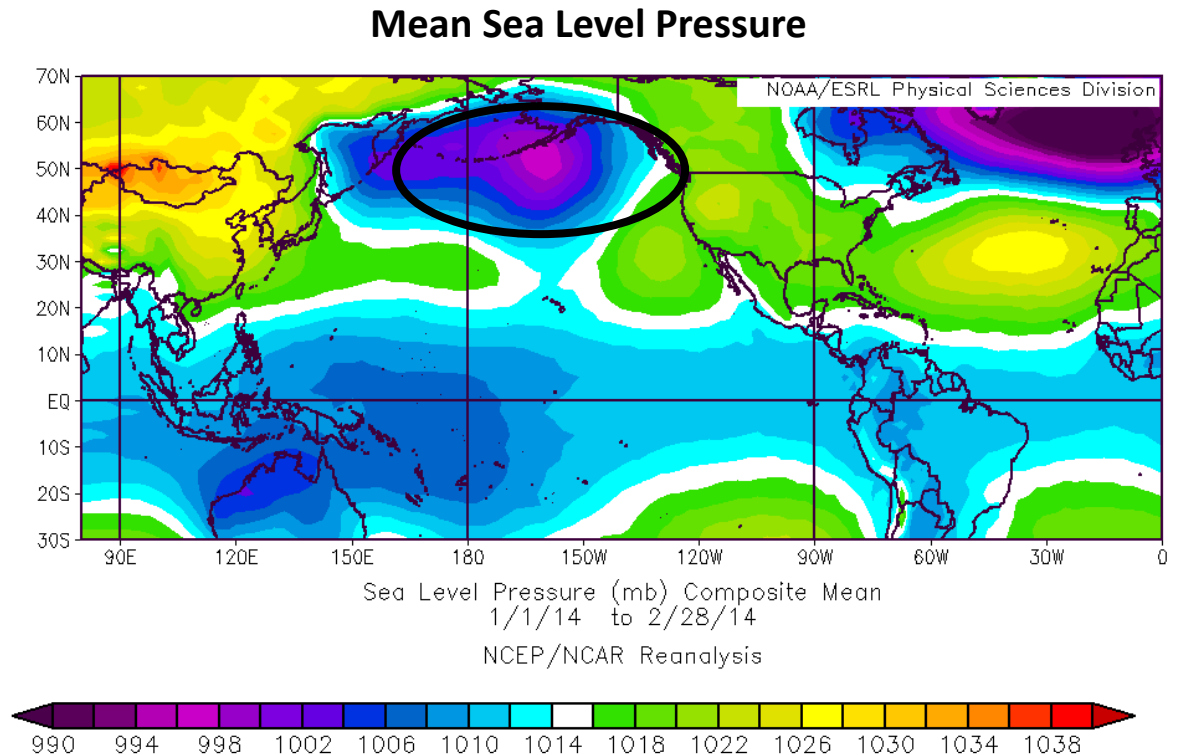 Mean Sea Level Pressure
70N
NOAA/ESRL Physical Sciences Division
60N
50N
40N
30N
20N
10N
EQ
10S
20S
30S
90E 120E 150E 180 150W 120W 90W 60W 30W 0
Sea Level Pressure (mb) Composite Mean
1/1/14 to 2/28/14
NCEP/NCAR Reanalysis
990 994 998 1002 1006 1010 1014 1018 1022 1026 1030 1034 1038